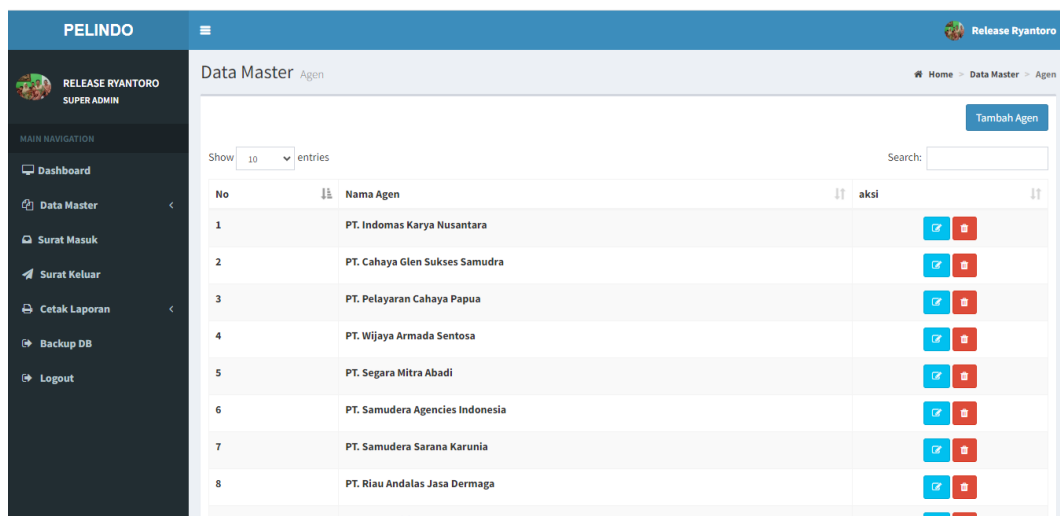 PELINDO
Release Ryantoro
RELEASE RYANTORO
SUPER ADMIN
MAIN NAVIGATION
Dashboard
Data Master
Surat Masuk
Surat Keluar
Cetak Laporan
Backup DB
Logout
Data Master Agen
Home > Data Master > Agen
Tambah Agen
Show 10 entries
Search:
No Nama Agen aksi
1 PT. Indomas Karya Nusantara
2 PT. Cahaya Glen Sukses Samudra
3 PT. Pelayaran Cahaya Papua
4 PT. Wijaya Armada Sentosa
5 PT. Segara Mitra Abadi
6 PT. Samudera Agencies Indonesia
7 PT. Samudera Sarana Karunia
8 PT. Riau Andalas Jasa Dermaga